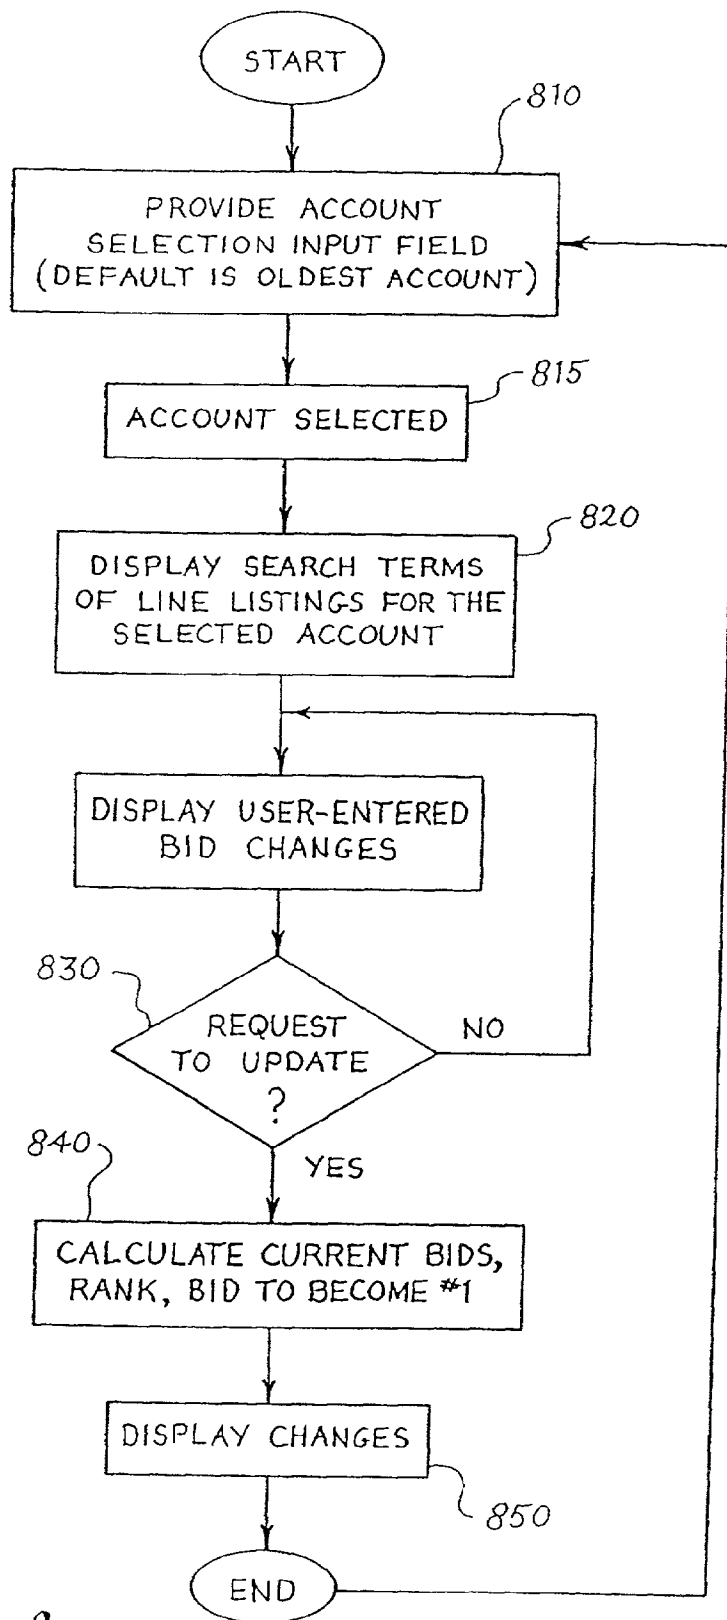 START
810
PROVIDE ACCOUNT
SELECTION INPUT FIELD
(DEFAULT IS OLDEST ACCOUNT)
815
ACCOUNT SELECTED
820
DISPLAY SEARCH TERMS
OF LINE LISTINGS FOR THE
SELECTED ACCOUNT
DISPLAY USER-ENTERED
BID CHANGES
830
REQUEST
TO UPDATE
?
NO
YES
840
CALCULATE CURRENT BIDS,
RANK, BID TO BECOME #1
DISPLAY CHANGES
850
END